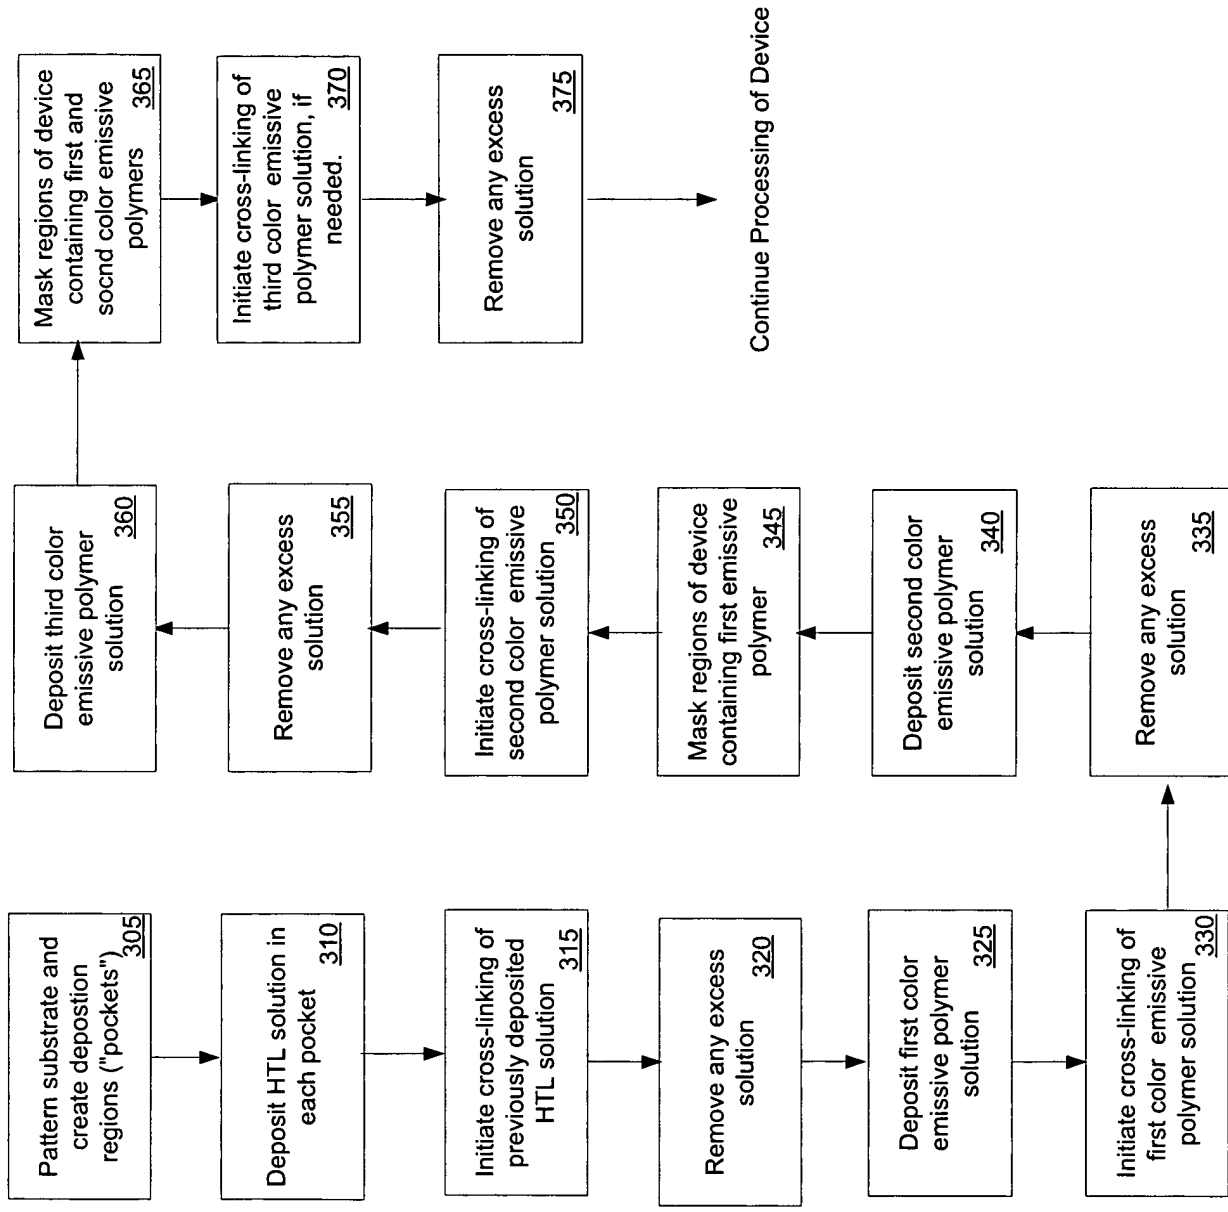 Pattern substrate and
create depostion
regions ("pockets")
305
Deposit HTL solution in
each pocket
310
Initiate cross-linking of
previously deposited
HTL solution
315
Remove any excess
solution
320
Deposit first color
emissive polymer
solution
325
Initiate cross-linking of
first color emissive
polymer solution
330
Remove any excess
solution
335
Deposit second color
emissive polymer
solution
340
Mask regions of device
containing first emissive
polymer
345
Initiate cross-linking of
second color emissive
polymer solution
350
Remove any excess
solution
355
Deposit third color
emissive polymer
solution
360
Mask regions of device
containing first and
socnd color emissive
polymers
365
Initiate cross-linking of
third color emissive
polymer solution, if
needed.
370
Remove any excess
solution
375
Continue Processing of Device